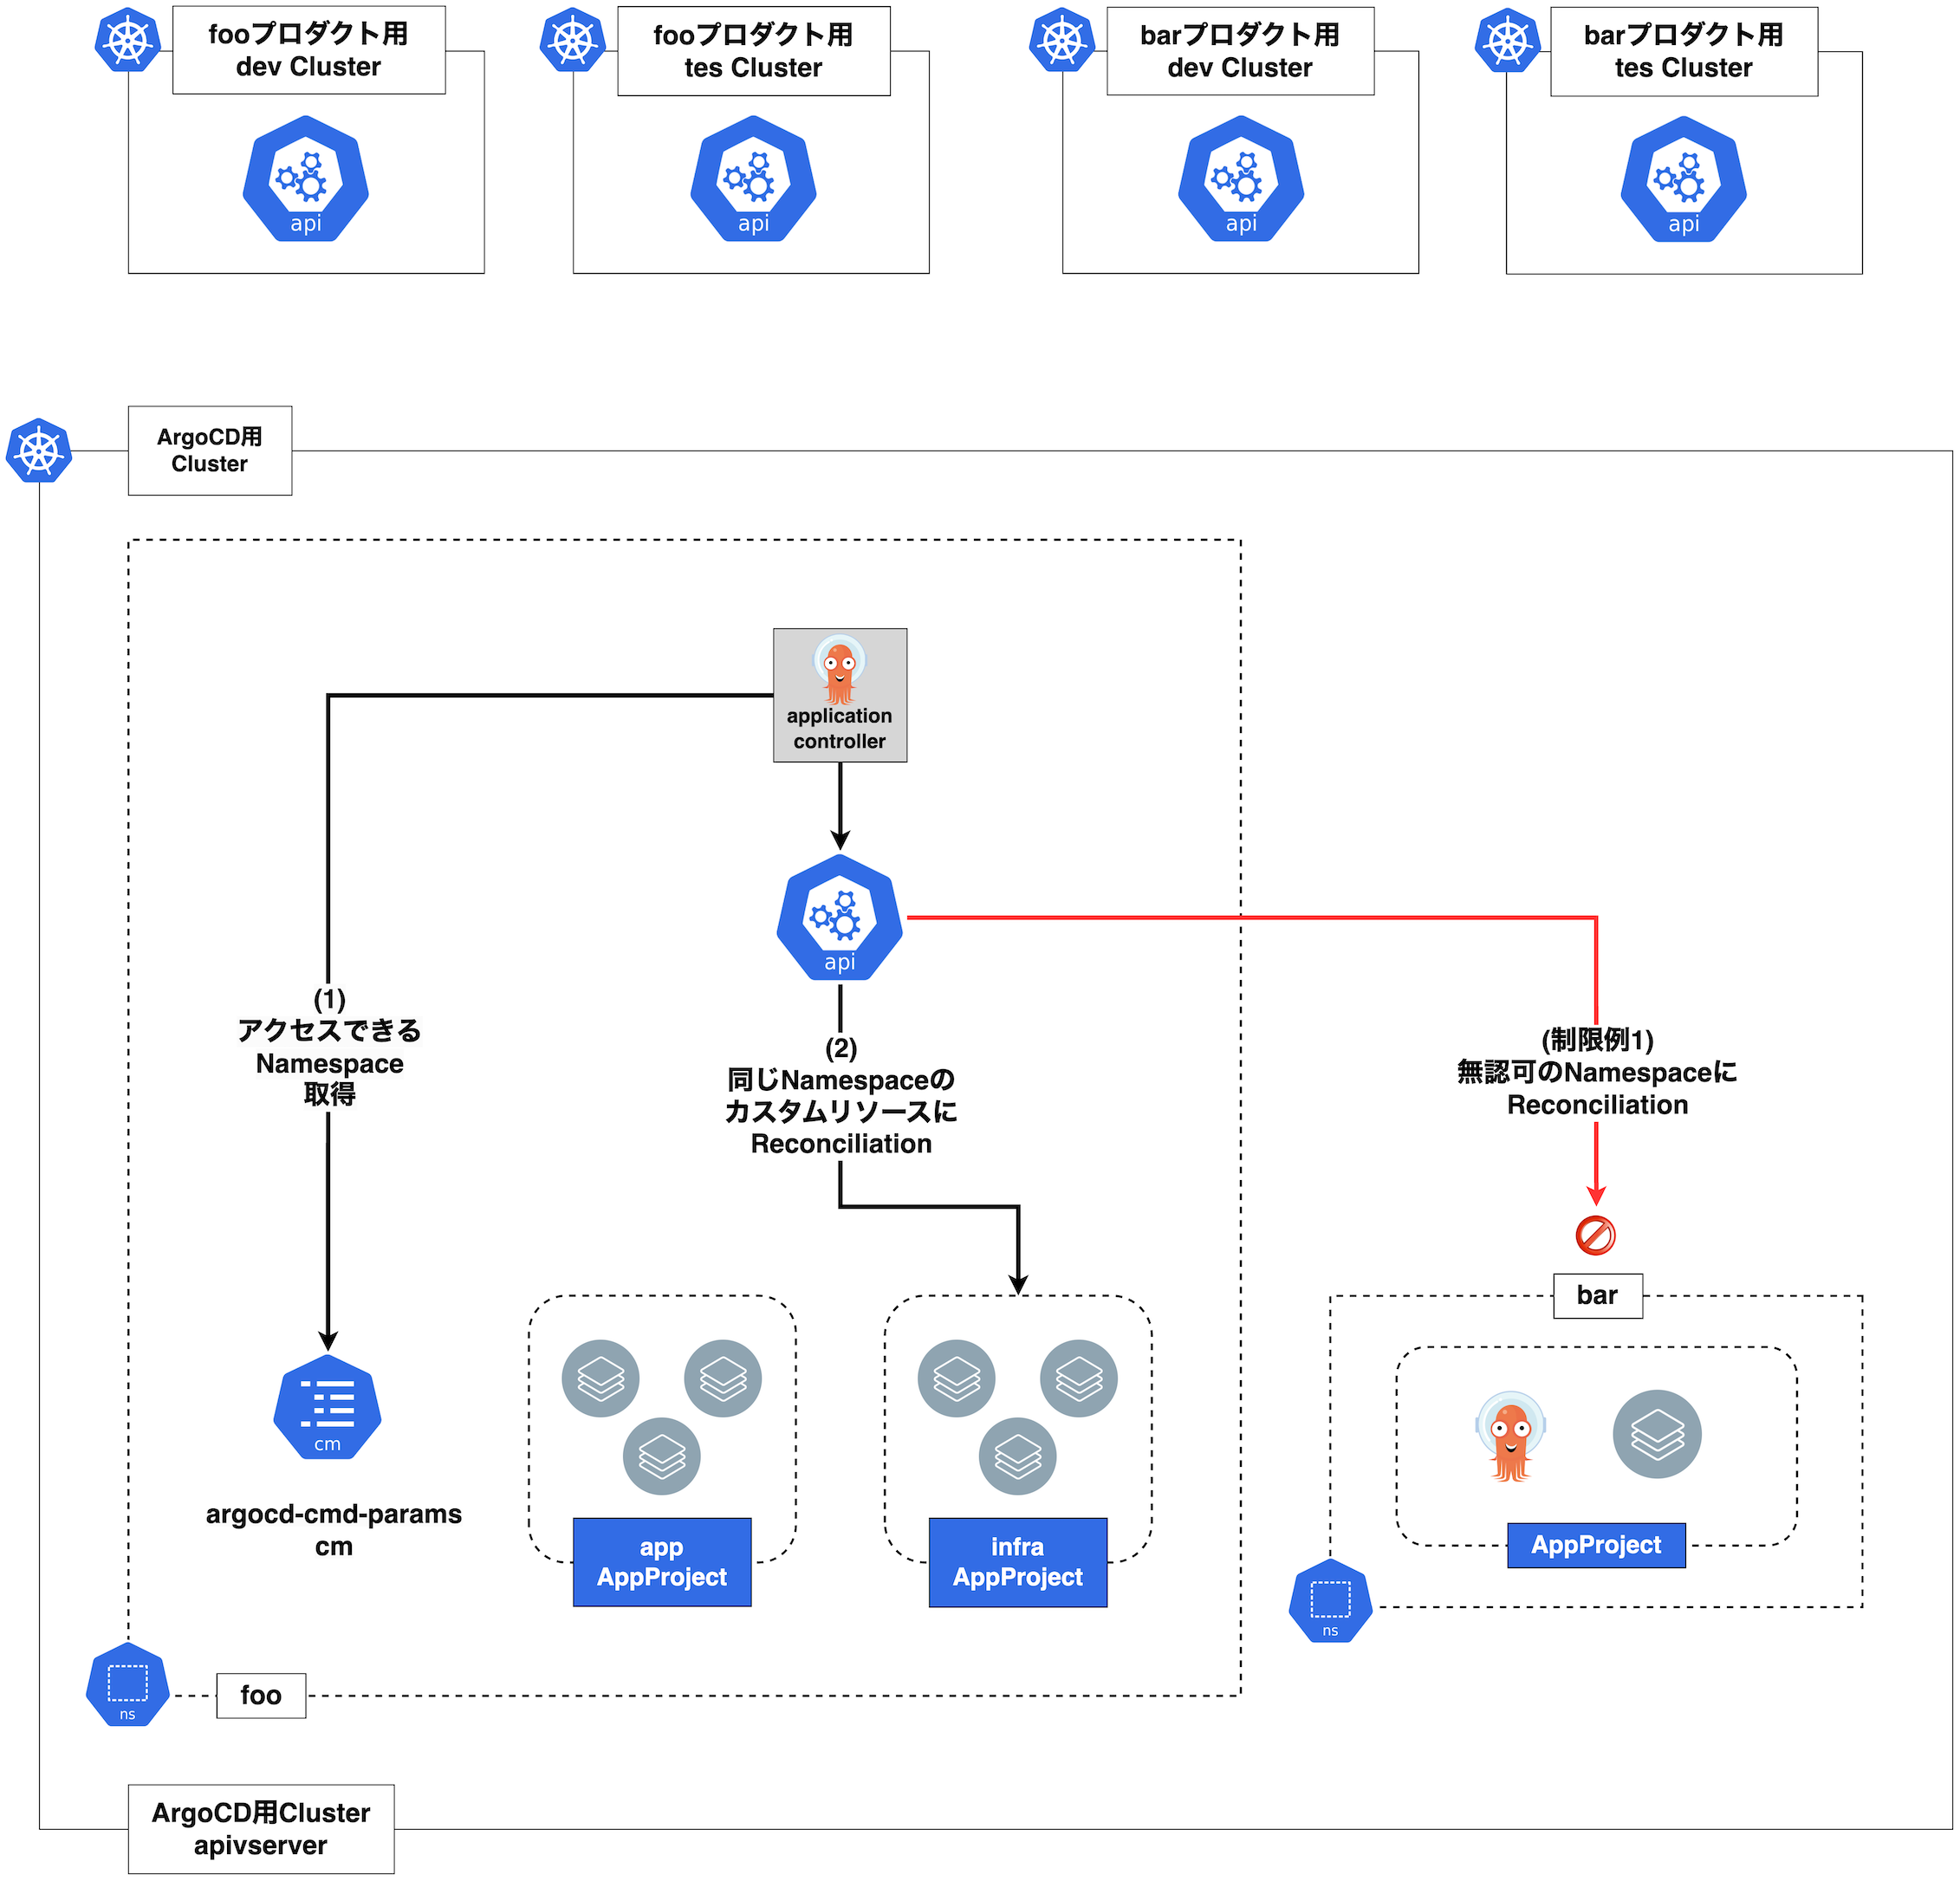 fooプロダクト用
dev Cluster
fooプロダクト用
tes Cluster
barプロダクト用
dev Cluster
barプロダクト用
tes Cluster
api
api
api
api
ArgoCD用
Cluster
application
controller
api
(1)
アクセスできる
Namespace
取得
(2)
同じNamespaceの
カスタムリソースに
Reconciliation
(制限例1)
無認可のNamespaceに
Reconciliation
bar
cm
argocd-cmd-params
cm
app
AppProject
infra
AppProject
AppProject
ns
ns
foo
ArgoCD用Cluster
apivserver